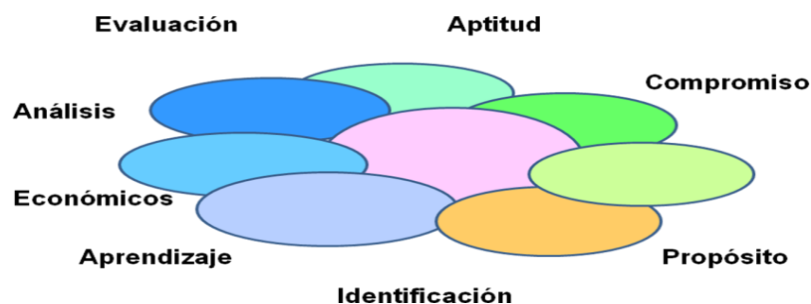 Evaluación
Aptitud
Compromiso
Análisis
Económicos
Aprendizaje
Propósito
Identificación